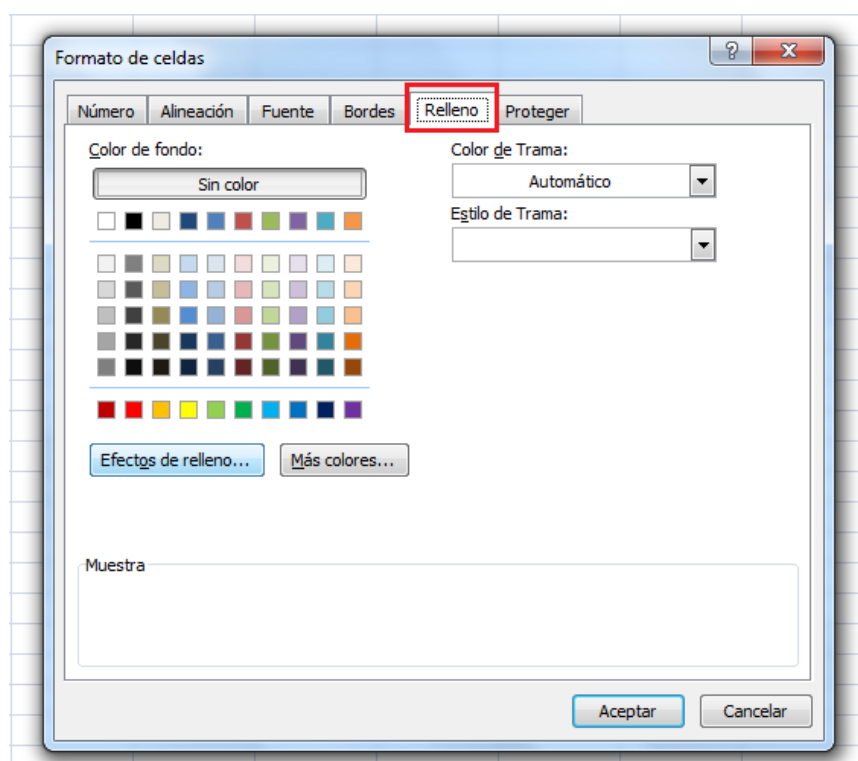 Formato de celdas
?
X
Número Alineación Fuente Bordes Relleno Proteger
Color de fondo: Color de Trama:
Sin color Automático
Estilo de Trama:
Efectos de relleno... Más colores...
Muestra
Aceptar Cancelar